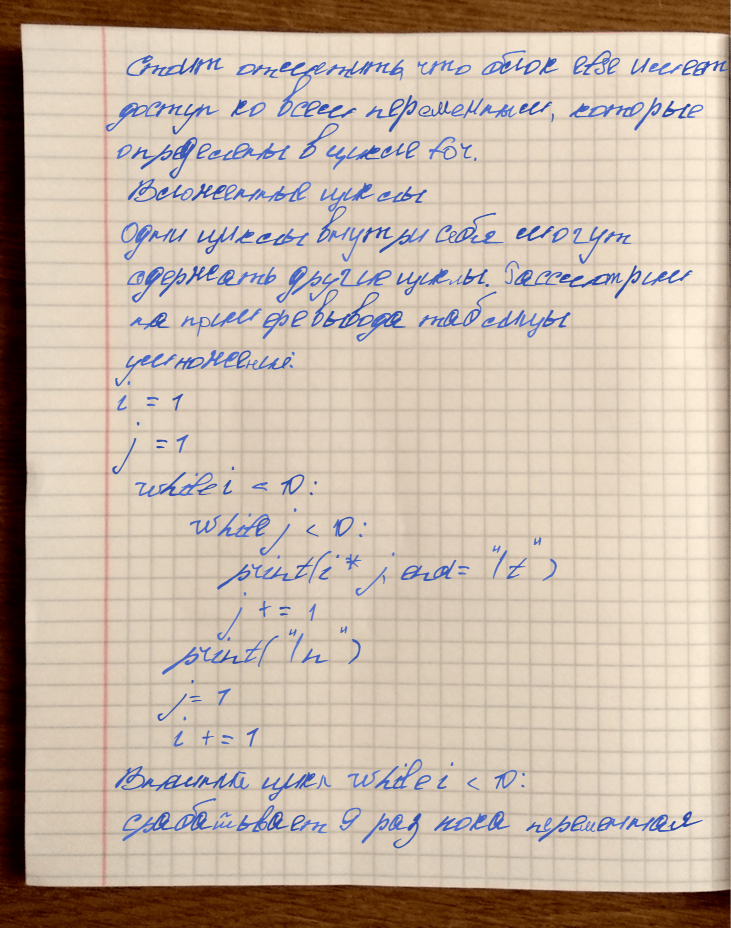 Стоит отметить, что блок else имеет
доступ ко всем переменным, которые
определены в цикле for.
Вложенные циклы
Одни циклы внутри себя могут
содержать другие циклы. Рассмотрим
на примере вывода таблицы
умножения:
i = 1
j = 1
while i < 10:
while j < 10:
print(i * j, end= "/t")
j += 1
print("/n")
j = 1
i += 1
Внешний цикл while i < 10:
срабатывает 9 раз пока переменная